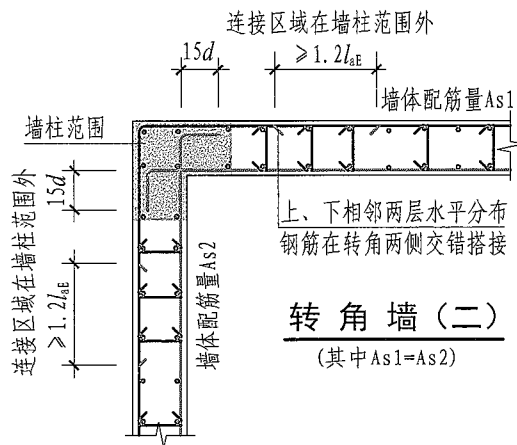 连接区域在墙柱范围外
15d
≥1.2laE
墙体配筋量As1
墙柱范围
15d
连接区域在墙柱范围外
≥1.2laE
墙体配筋量As2
上、下相邻两层水平分布
钢筋在转角两侧交错搭接
转角墙（二）
(其中As1=As2)